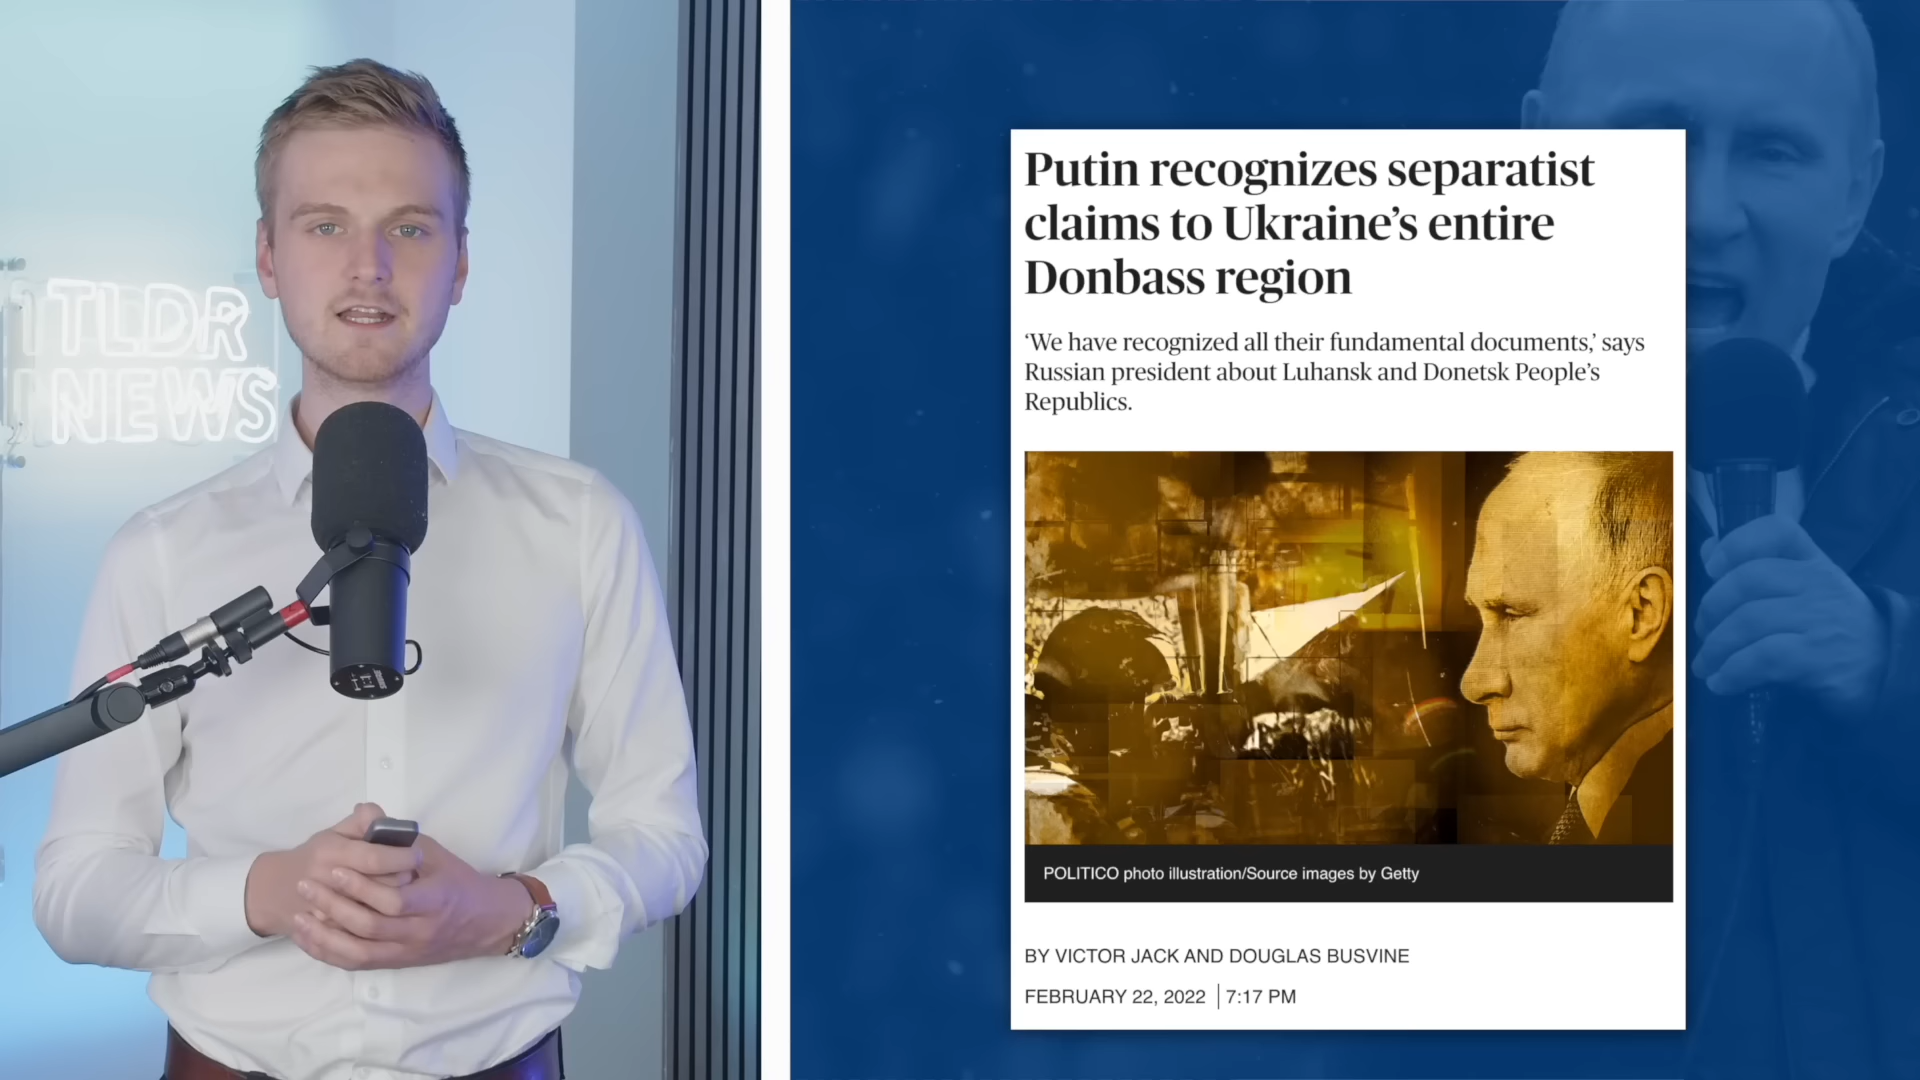 TLDR
NEWS
Putin recognizes separatist
claims to Ukraine’s entire
Donbass region
‘We have recognized all their fundamental documents,’ says
Russian president about Luhansk and Donetsk People’s
Republics.
POLITICO photo illustration/Source images by Getty
BY VICTOR JACK AND DOUGLAS BUSVINE
FEBRUARY 22, 2022 | 7:17 PM